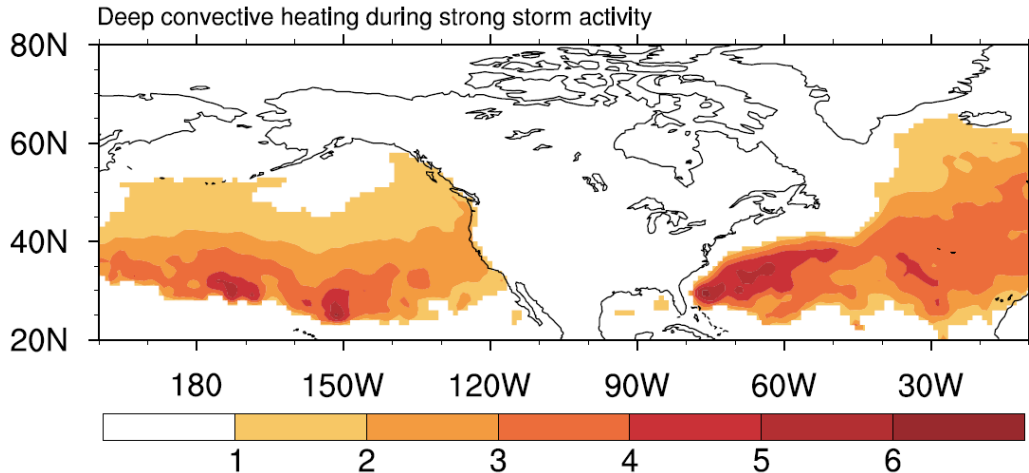 Deep convective heating during strong storm activity
80N
60N
40N
20N
180 150W 120W 90W 60W 30W
1 2 3 4 5 6